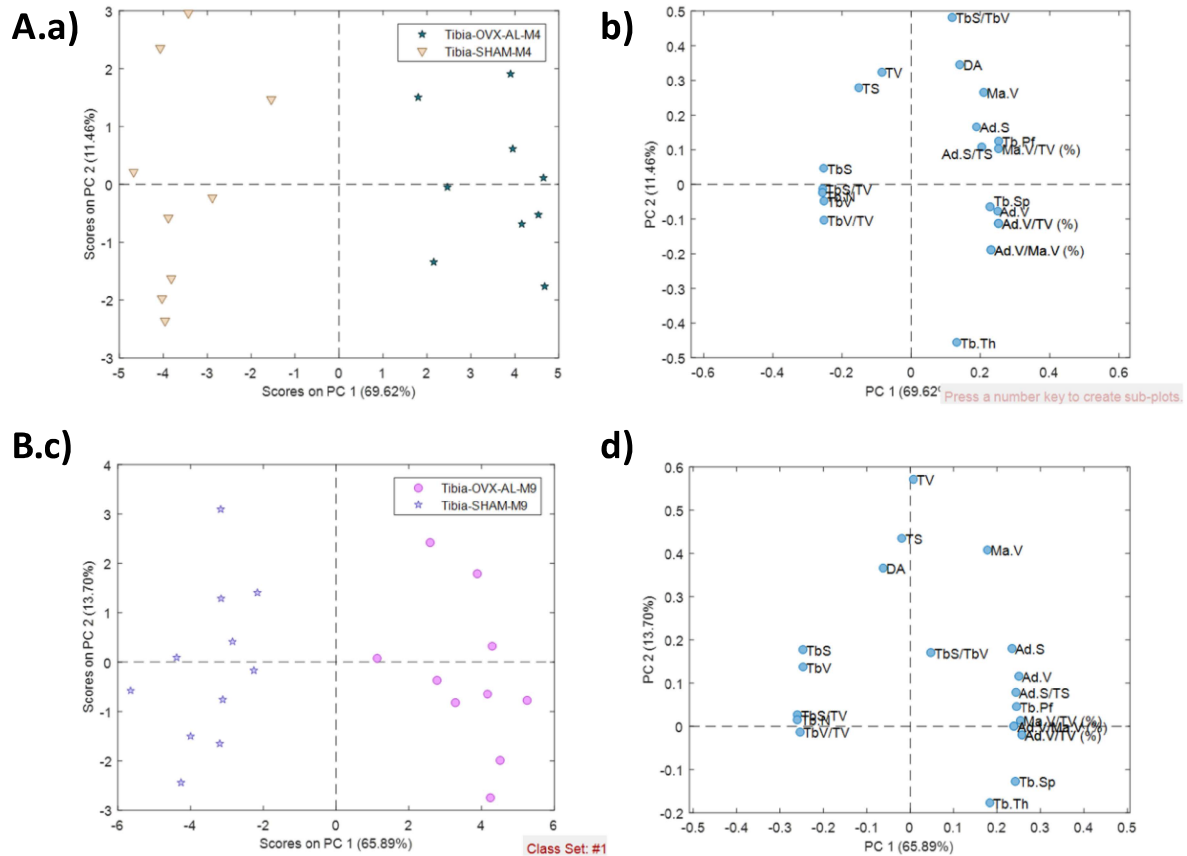 A.a)
3
2
1
0
-1
-2
-3
-5
-4
-3
-2
-1
0
1
2
3
4
5
Scores on PC 2 (11.46%)
Scores on PC 1 (69.62%)
Tibia-OVX-AL-M4
Tibia-SHAM-M4
b)
0.5
0.4
0.3
0.2
0.1
0
-0.1
-0.2
-0.3
-0.4
-0.5
-0.6
-0.4
-0.2
0
0.2
0.4
0.6
PC 2 (11.46%)
PC 1 (69.62%
Press a number key to create sub-plots.
TbS/TbV
DA
TV
TS
Ma.V
Ad.S
Tb.Pf
Ad.S/TS
Ma.V/TV (%)
TbS
TbS/TV
Tb.N
TbV
TbV/TV
Tb.Sp
Ad.V
Ad.V/TV (%)
Ad.V/Ma.V (%)
Tb.Th
B.c)
4
3
2
1
0
-1
-2
-3
-6
-4
-2
0
2
4
6
Scores on PC 2 (13.70%)
Scores on PC 1 (65.89%)
Tibia-OVX-AL-M9
Tibia-SHAM-M9
Class Set: #1
d)
0.6
0.5
0.4
0.3
0.2
0.1
0
-0.1
-0.2
-0.5
-0.4
-0.3
-0.2
-0.1
0
0.1
0.2
0.3
0.4
0.5
PC 2 (13.70%)
PC 1 (65.89%)
TV
TS
Ma.V
DA
TbS
TbS/TbV
Ad.S
TbV
Ad.V
Ad.S/TS
Tb.Pf
TbS/TV
Tb.N
TbV/TV
Ma.V/TV (%)
Ad.V/Ma.V (%)
Ad.V/TV (%)
Tb.Sp
Tb.Th